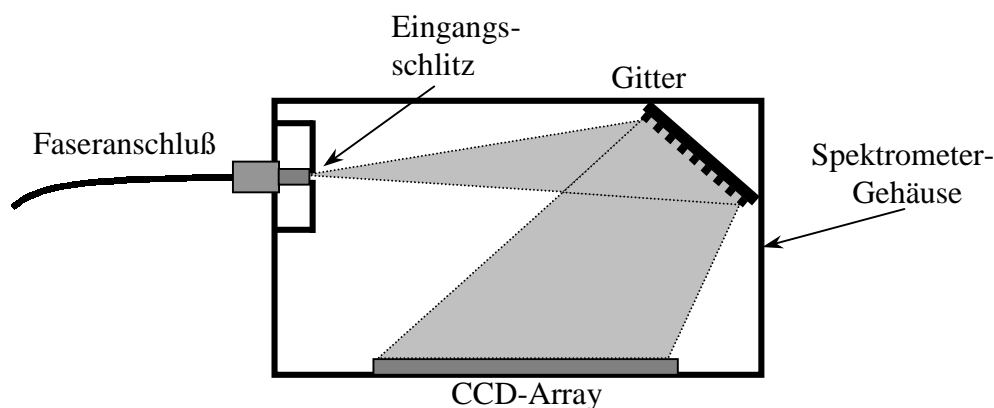 Eingangs-
schlitz
Gitter
Faseranschluß
Spektrometer-
Gehäuse
CCD-Array